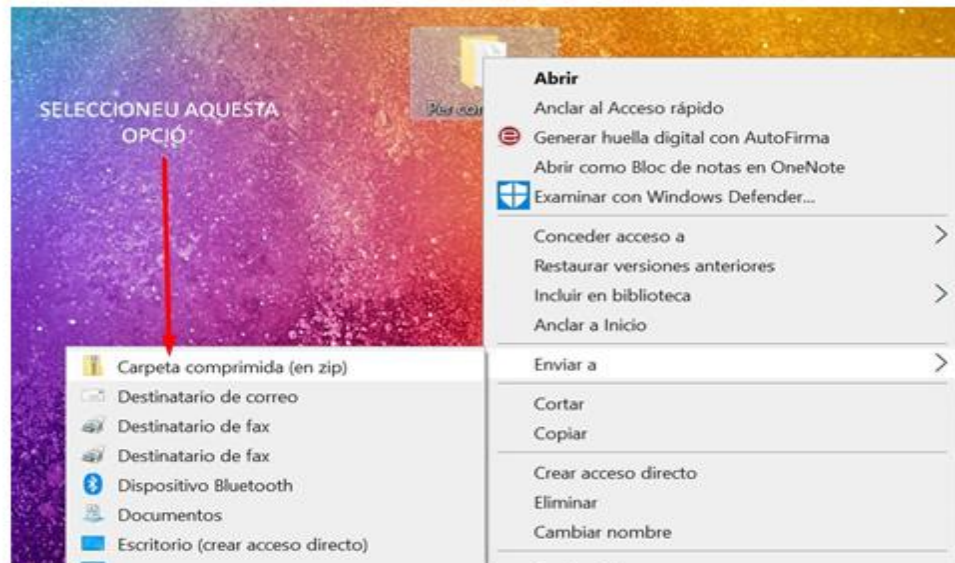 SELECCIONEU AQUESTA
OPCIÓ
Abrir
Anclar al Acceso rápido
Generar huella digital con AutoFirma
Abrir como Bloc de notas en OneNote
Examinar con Windows Defender...
Conceder acceso a
Restaurar versiones anteriores
Incluir en biblioteca
Anclar a Inicio
Enviar a
Cortar
Copiar
Crear acceso directo
Eliminar
Cambiar nombre
Carpeta comprimida (en zip)
Destinatario de correo
Destinatario de fax
Destinatario de fax
Dispositivo Bluetooth
Documentos
Escritorio (crear acceso directo)